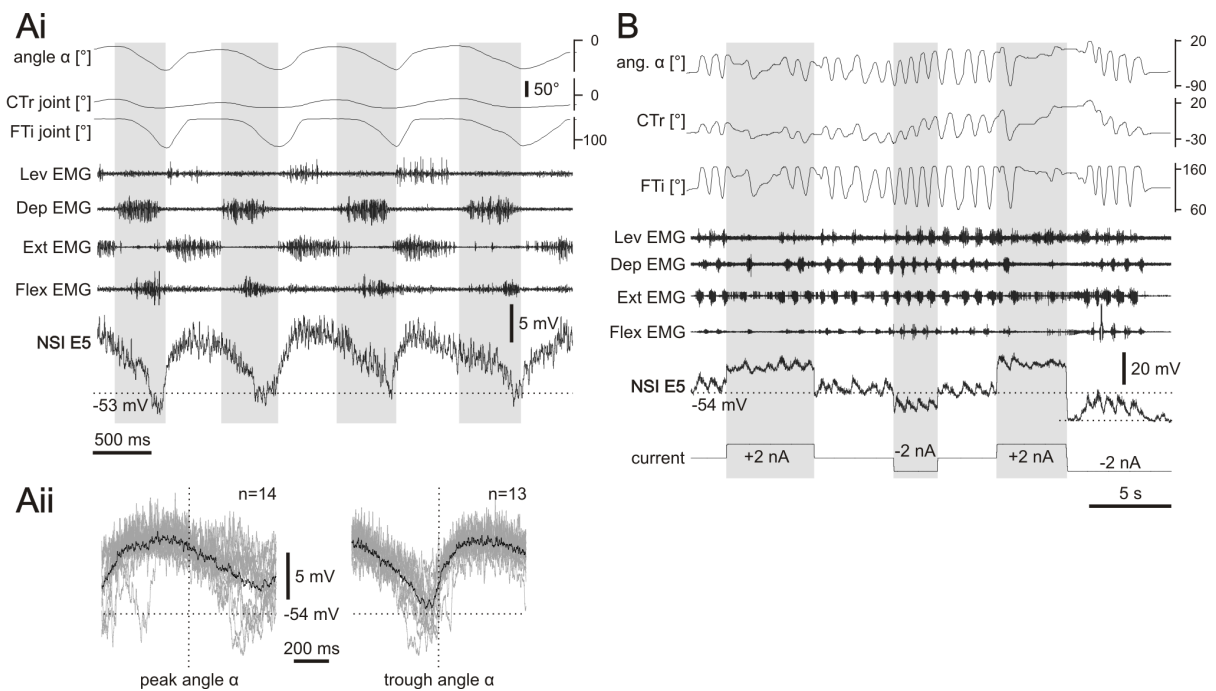 Ai
angle α [°]
0
50°
CTr joint [°]
0
FTi joint [°]
100
Lev EMG
Dep EMG
Ext EMG
Flex EMG
5 mV
NSI E5
-53 mV
500 ms
Aii
n=14
n=13
5 mV
-54 mV
200 ms
peak angle α
trough angle α
B
20
ang. α [°]
-90
20
CTr [°]
-30
160
FTi [°]
60
Lev EMG
Dep EMG
Ext EMG
Flex EMG
20 mV
NSI E5
-54 mV
current
+2 nA
-2 nA
+2 nA
-2 nA
5 s